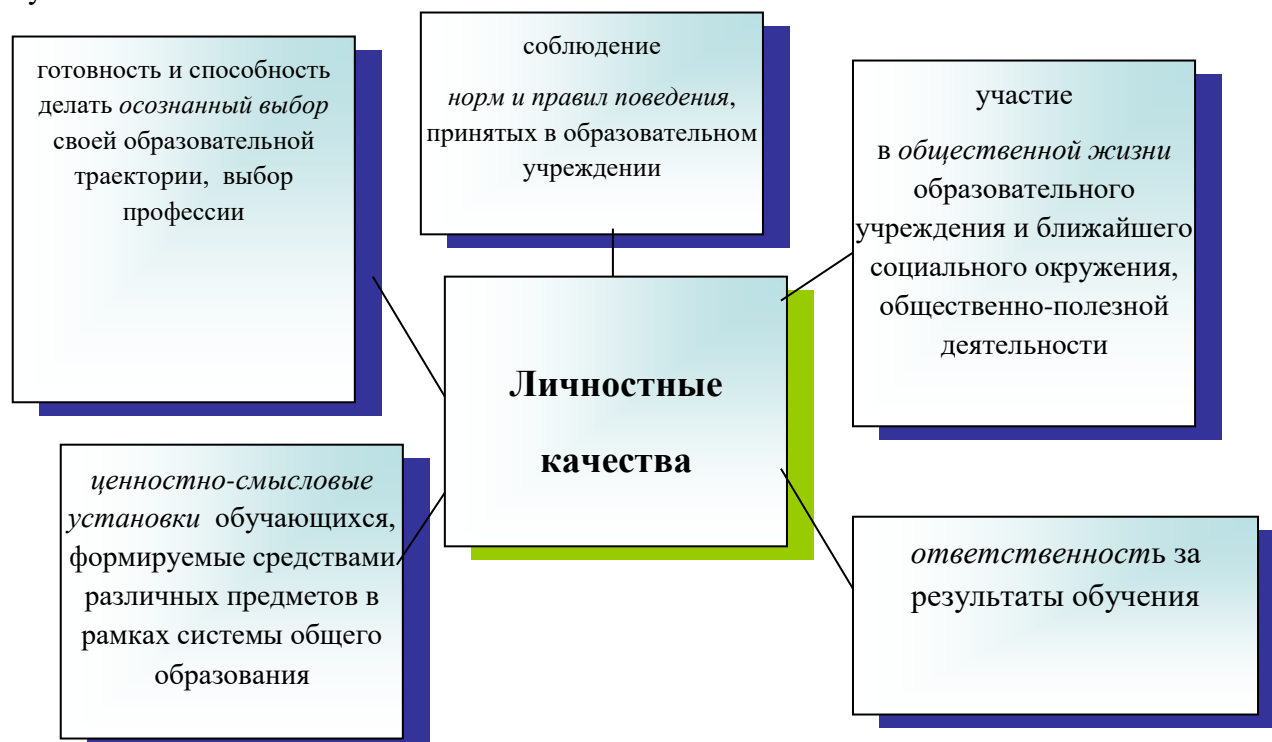 у
готовность и способность
делать осознанный выбор
своей образовательной
траектории, выбор
профессии
соблюдение
норм и правил поведения,
принятых в образовательном
учреждении
участие
в общественной жизни
образовательного
учреждения и ближайшего
социального окружения,
общественно-полезной
деятельности
Личностные
качества
ценностно-смысловые
установки обучающихся,
формируемые средствами
различных предметов в
рамках системы общего
образования
ответственность за
результаты обучения